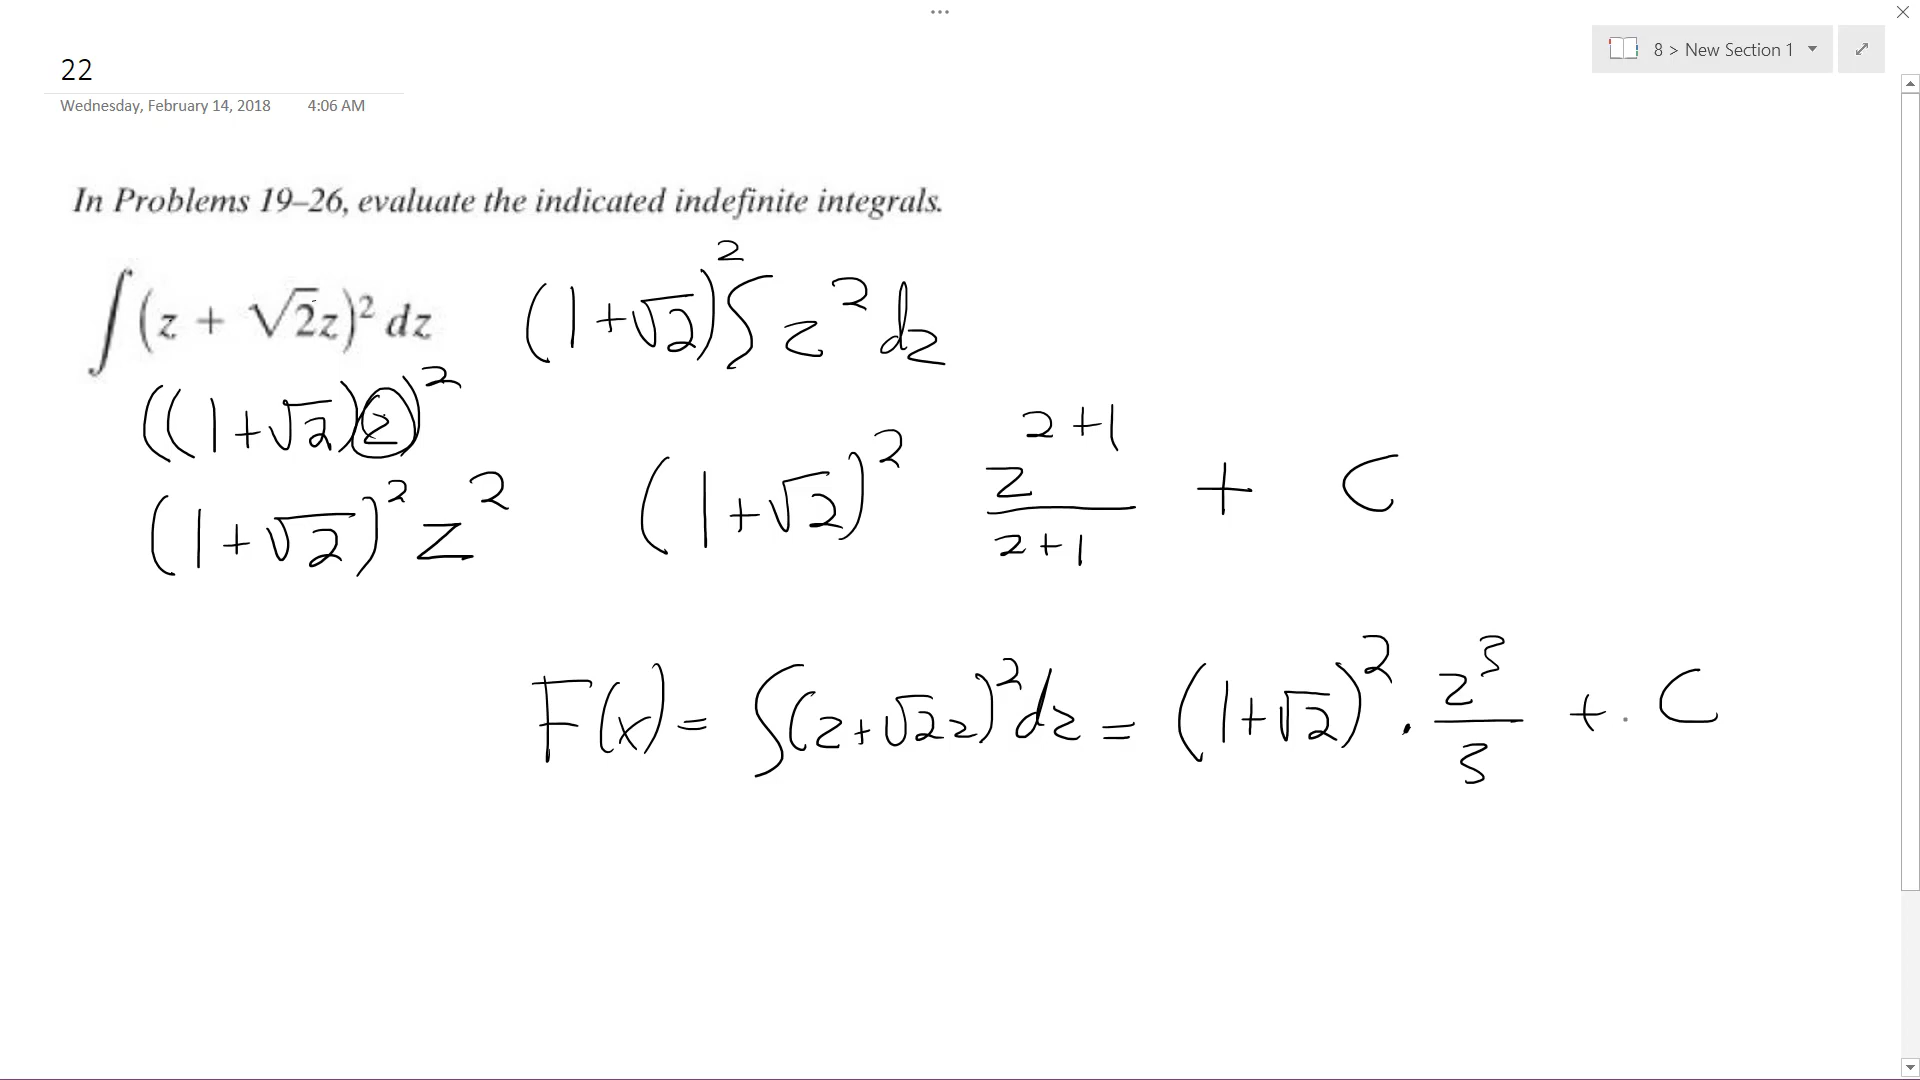 22
Wednesday, February 14, 2018 4:06 AM
8 > New Section 1
In Problems 19–26, evaluate the indicated indefinite integrals.
∫(z + √2z)² dz
((1+√2)z)²
(1+√2)² z²
(1+√2)² ∫ z² dz
(1+√2)² z²⁺¹/2+1 + C
F(x) = ∫(z+√2z)² dz = (1+√2)² · z³/3 + C